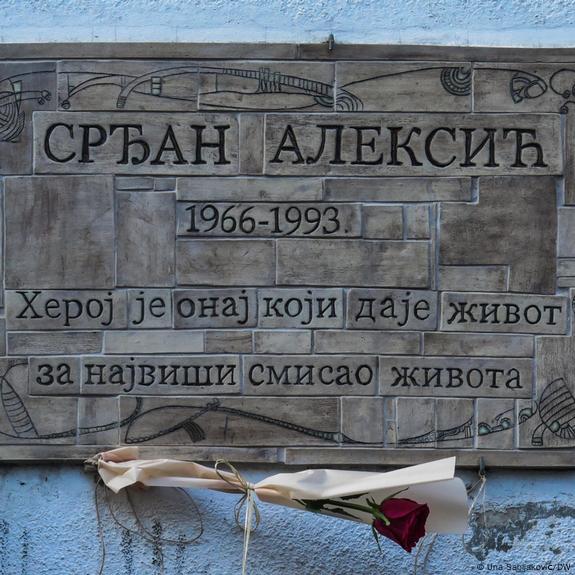 СРЂАН АЛЕКСИЋ
1966-1993.
Херој је онај који даје живот
за највиши смисао живота
© Una Sabljaković/DW